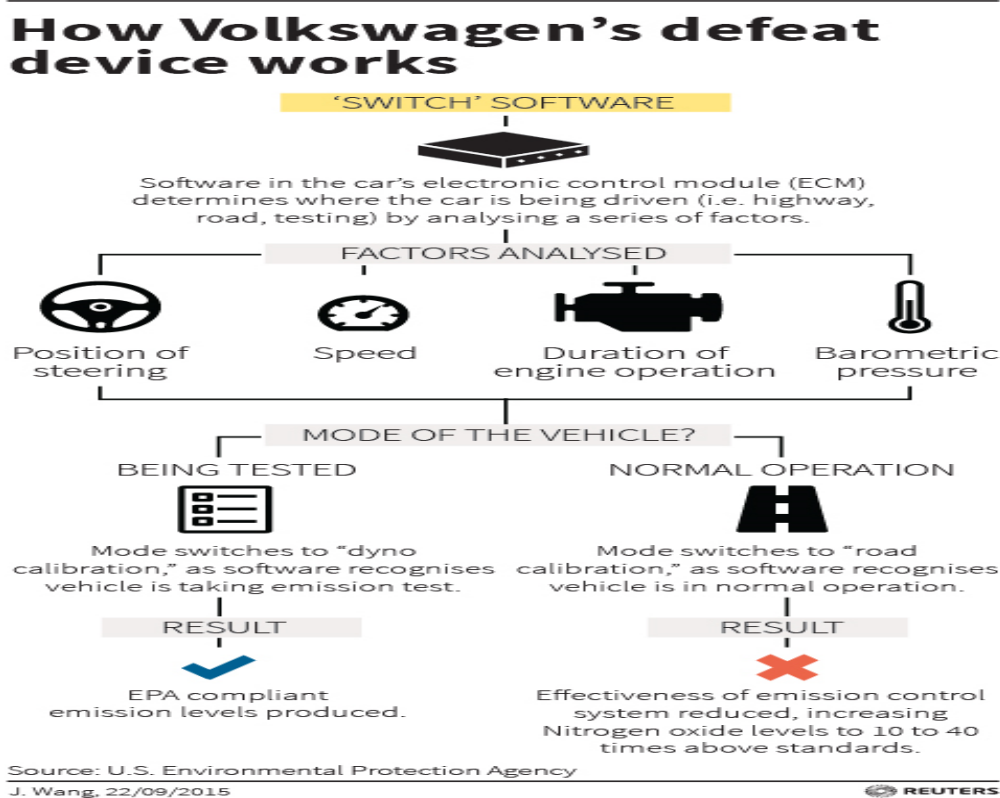 How Volkswagen’s defeat
device works
‘SWITCH’ SOFTWARE
Software in the car’s electronic control module (ECM)
determines where the car is being driven (i.e. highway,
road, testing) by analysing a series of factors.
FACTORS ANALYSED
Position of
steering
Speed
Duration of
engine operation
Barometric
pressure
MODE OF THE VEHICLE?
BEING TESTED
Mode switches to “dyno
calibration,” as software recognises
vehicle is taking emission test.
RESULT
EPA compliant
emission levels produced.
NORMAL OPERATION
Mode switches to “road
calibration,” as software recognises
vehicle is in normal operation.
RESULT
Effectiveness of emission control
system reduced, increasing
Nitrogen oxide levels to 10 to 40
times above standards.
Source: U.S. Environmental Protection Agency
J. Wang, 22/09/2015
REUTERS